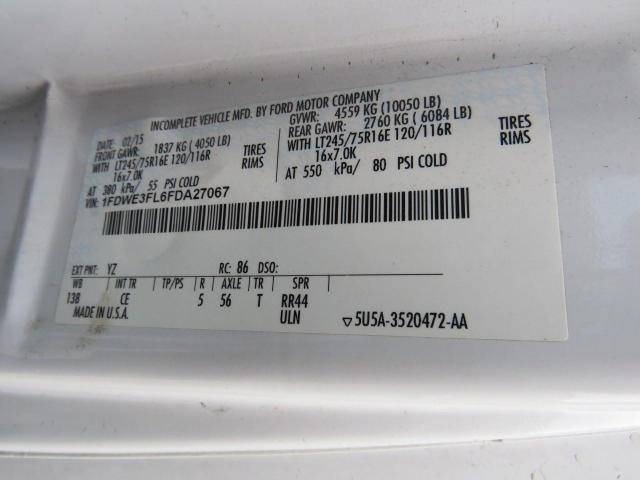 INCOMPLETE VEHICLE MFD. BY FORD MOTOR COMPANY
DATE: 02/15 GVWR: 4559 KG (10050 LB)
FRONT GAWR: 1837 KG (4050 LB) REAR GAWR: 2760 KG (6084 LB)
WITH LT245/75R16E 120/116R TIRES WITH LT245/75R16E 120/116R TIRES
16x7.0K RIMS 16x7.0K RIMS
AT 380 kPa/ 55 PSI COLD AT 550 kPa/ 80 PSI COLD
VIN: 1FDWE3FL6FDA27067
EXT PNT: YZ RC: 86 DSO:
WB INT TR TP/PS R AXLE TR SPR
138 CE 5 56 T RR44
MADE IN U.S.A. ULN ▽5U5A-3520472-AA